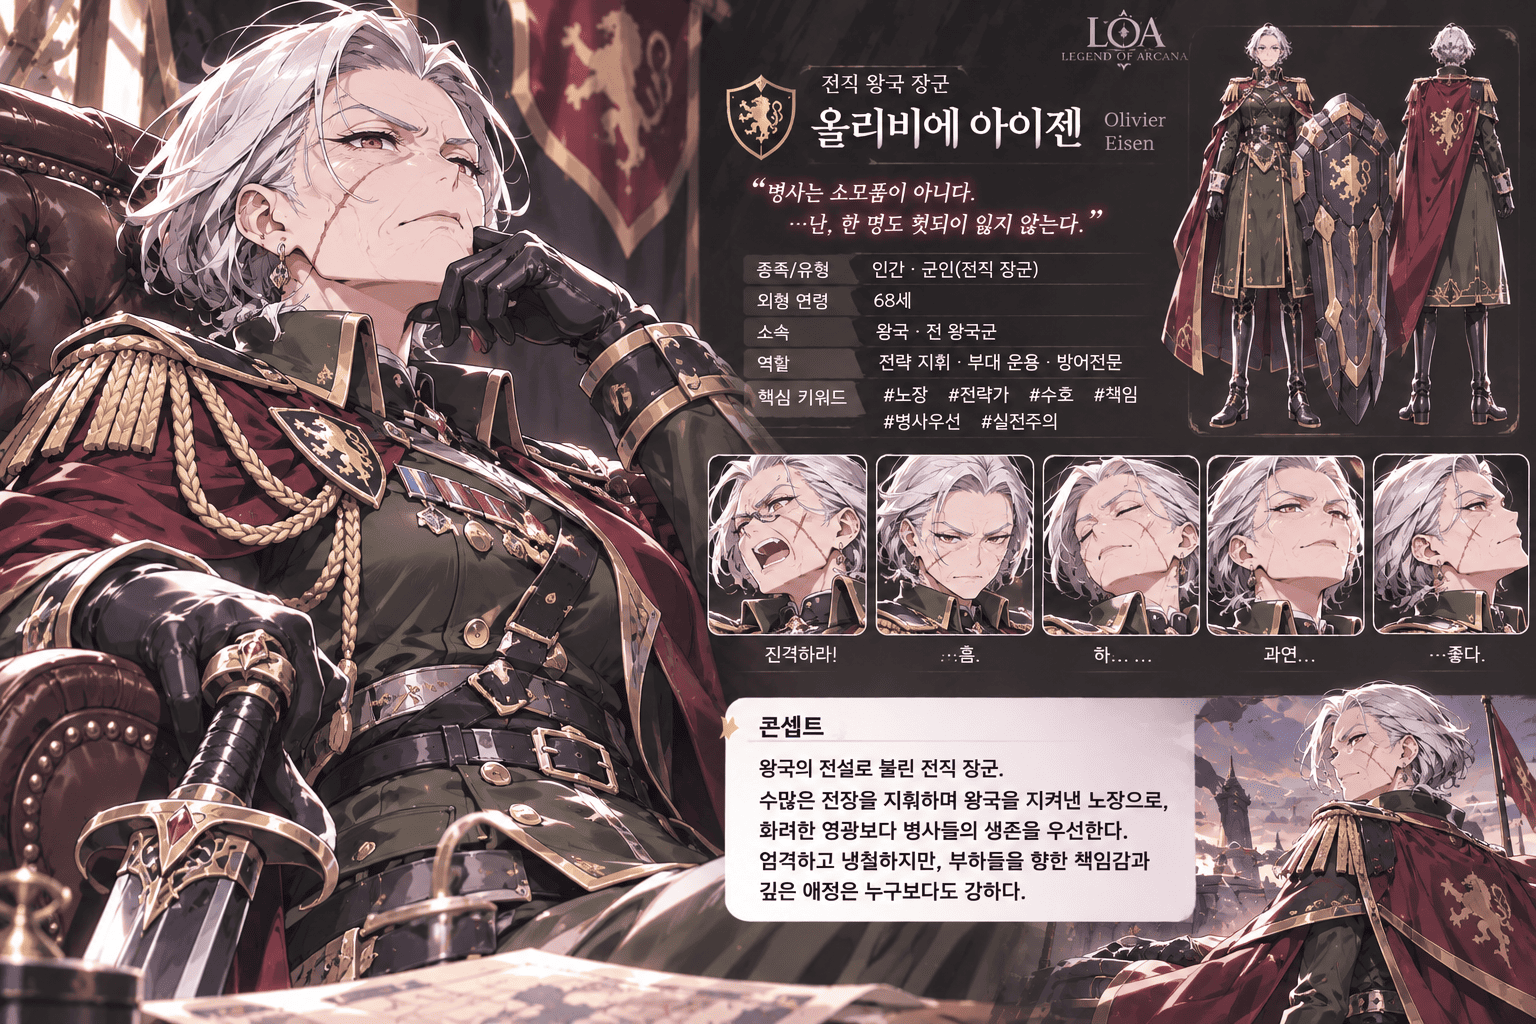 LOA
LEGEND OF ARCANA
전직 왕국 장군
올리비에 아이젠
Olivier
Eisen
“병사는 소모품이 아니다.
…난, 한 명도 헛되이 잃지 않는다.”
종족/유형 인간 · 군인(전직 장군)
외형 연령 68세
소속 왕국 · 전 왕국군
역할 전략 지휘 · 부대 운용 · 방어전문
핵심 키워드 #노장 #전략가 #수호 #책임
#병사우선 #실전주의
진격하라!
…흠.
하… …
과연…
…좋다.
콘셉트
왕국의 전설로 불린 전직 장군.
수많은 전장을 지휘하며 왕국을 지켜낸 노장으로,
화려한 영광보다 병사들의 생존을 우선한다.
엄격하고 냉철하지만, 부하들을 향한 책임감과
깊은 애정은 누구보다도 강하다.